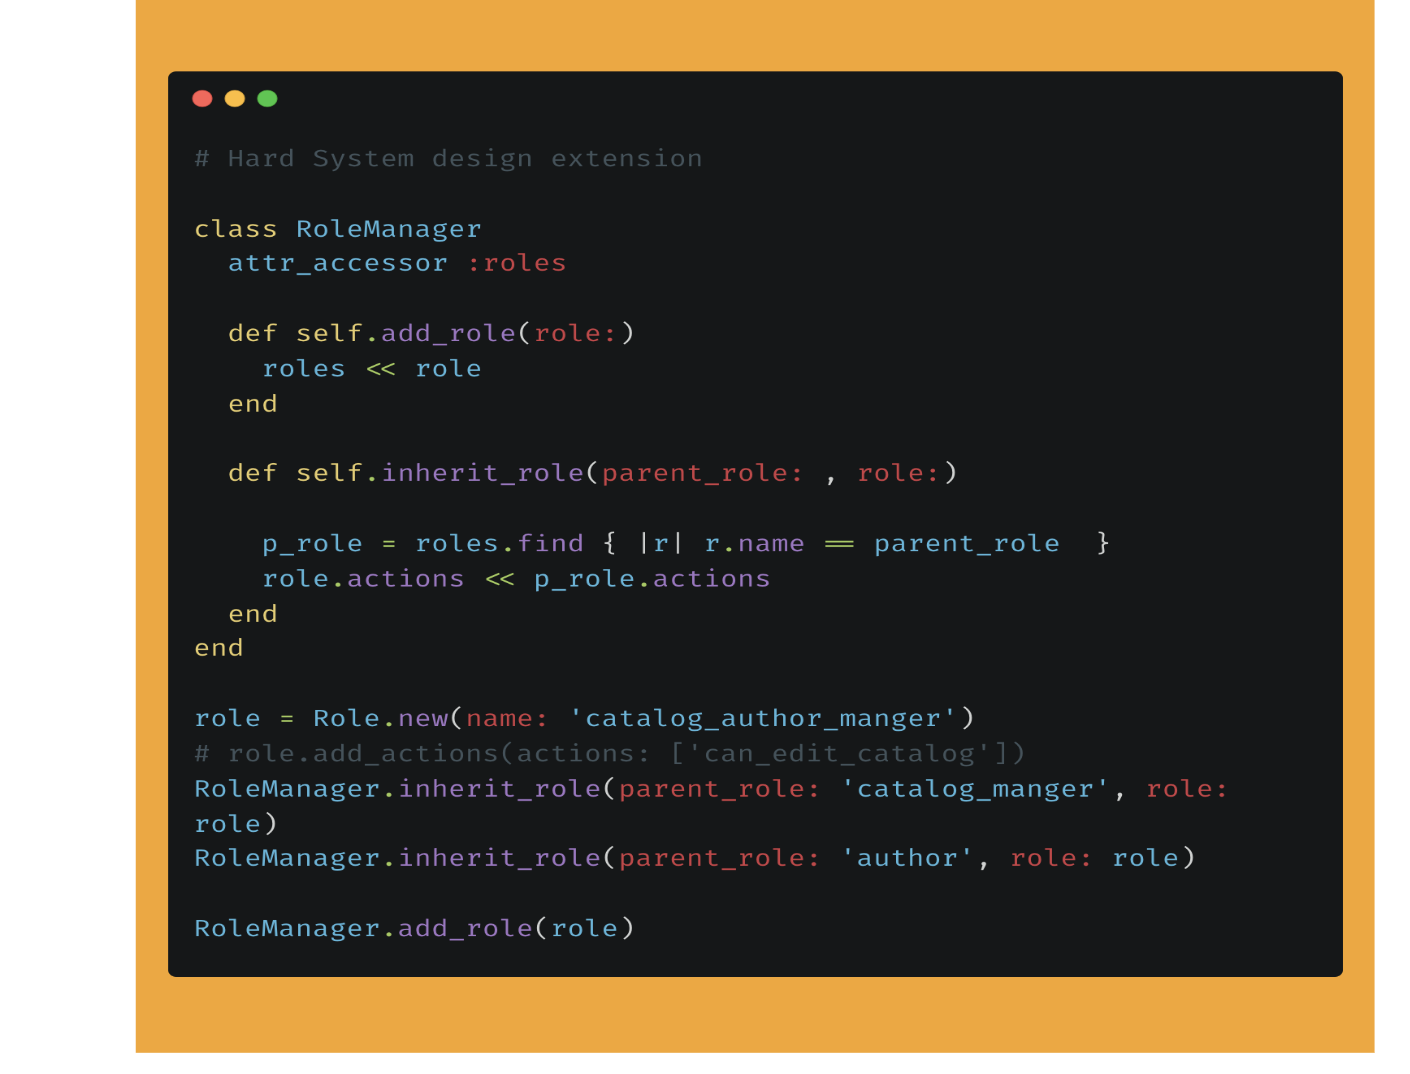 # Hard System design extension
class RoleManager
attr_accessor :roles
def self.add_role(role:)
roles << role
end
def self.inherit_role(parent_role: , role:)
p_role = roles.find { |r| r.name == parent_role  }
role.actions << p_role.actions
end
end
role = Role.new(name: 'catalog_author_manger')
# role.add_actions(actions: ['can_edit_catalog'])
RoleManager.inherit_role(parent_role: 'catalog_manger', role:
role)
RoleManager.inherit_role(parent_role: 'author', role: role)
RoleManager.add_role(role)